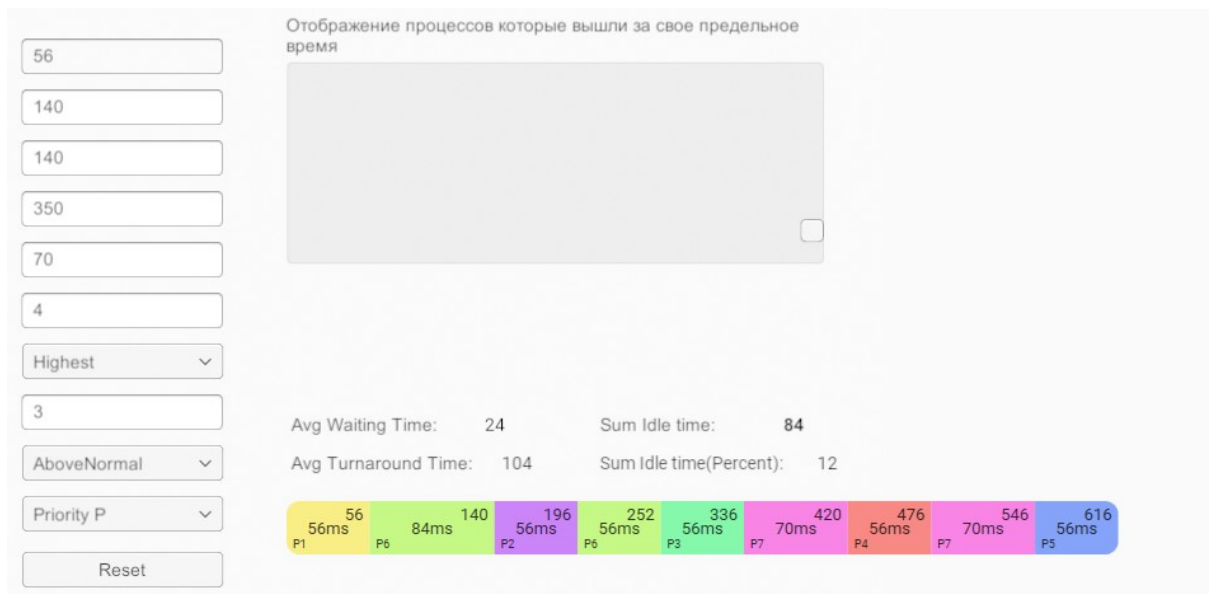 Отображение процессов которые вышли за свое предельное
время
56
140
140
350
70
4
Highest
3
AboveNormal
Priority P
Reset
Avg Waiting Time: 24 Sum Idle time: 84
Avg Turnaround Time: 104 Sum Idle time(Percent): 12
56 140 196 252 336 420 476 546 616
56ms 84ms 56ms 56ms 56ms 70ms 56ms 70ms 56ms
P1 P6 P2 P6 P3 P7 P4 P7 P5